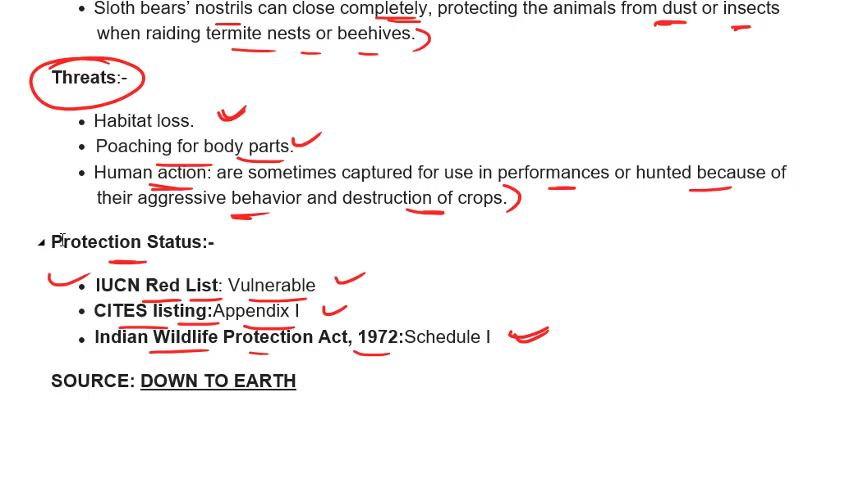 • Sloth bears’ nostrils can close completely, protecting the animals from dust or insects
when raiding termite nests or beehives.
Threats:-
• Habitat loss.
• Poaching for body parts.
• Human action: are sometimes captured for use in performances or hunted because of
their aggressive behavior and destruction of crops.
Protection Status:-
• IUCN Red List: Vulnerable
• CITES listing:Appendix I
• Indian Wildlife Protection Act, 1972:Schedule I
SOURCE: DOWN TO EARTH